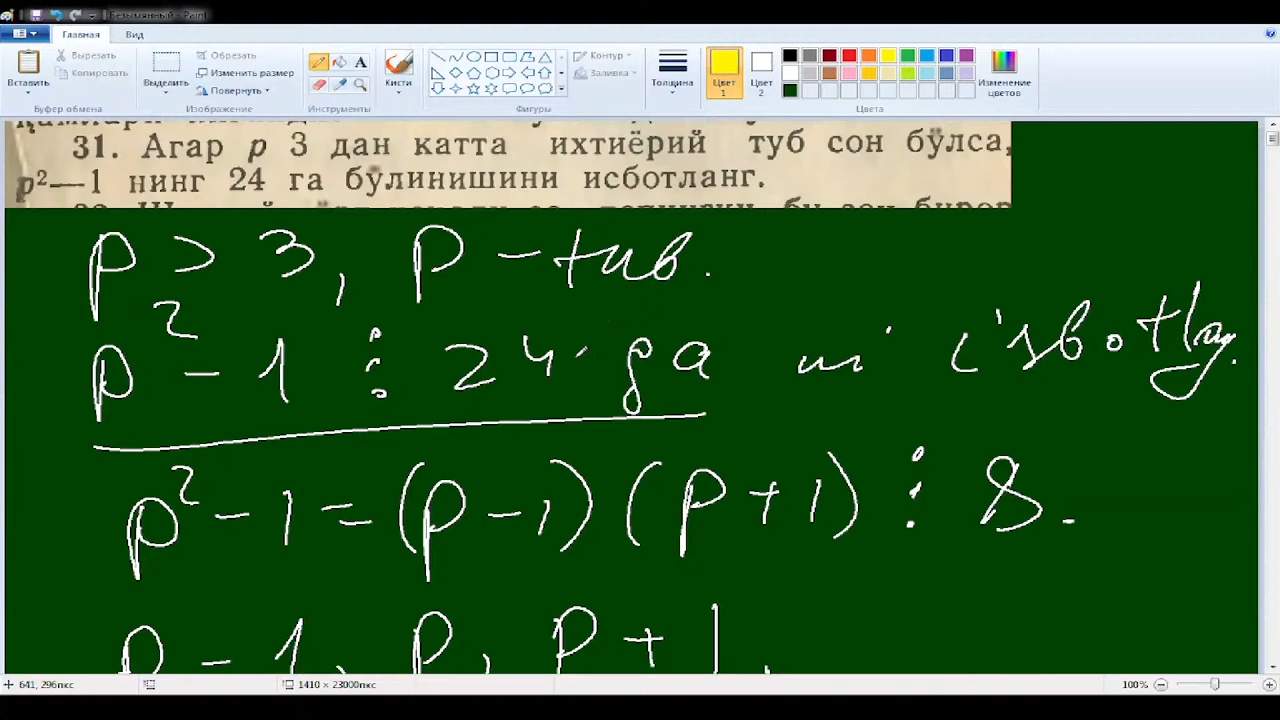 Безымянный - Paint
Главная Вид
Вставить
Вырезать
Копировать
Буфер обмена
Выделить
Обрезать
Изменить размер
Повернуть
Изображение
Инструменты
Кисти
Фигуры
Контур
Заливка
Толщина
Цвет 1
Цвет 2
Изменение цветов
Цвета
31. Агар p 3 дан катта ихтиёрий туб сон бўлса,
p²—1 нинг 24 га бўлинишини исботланг.
p > 3, p - tub.
p² - 1 ⋮ 24 ga
p² - 1 = (p - 1)(p + 1) ⋮ 8.
p - 1, p, p + 1.
641, 296пкс
1410 × 23000пкс
100%